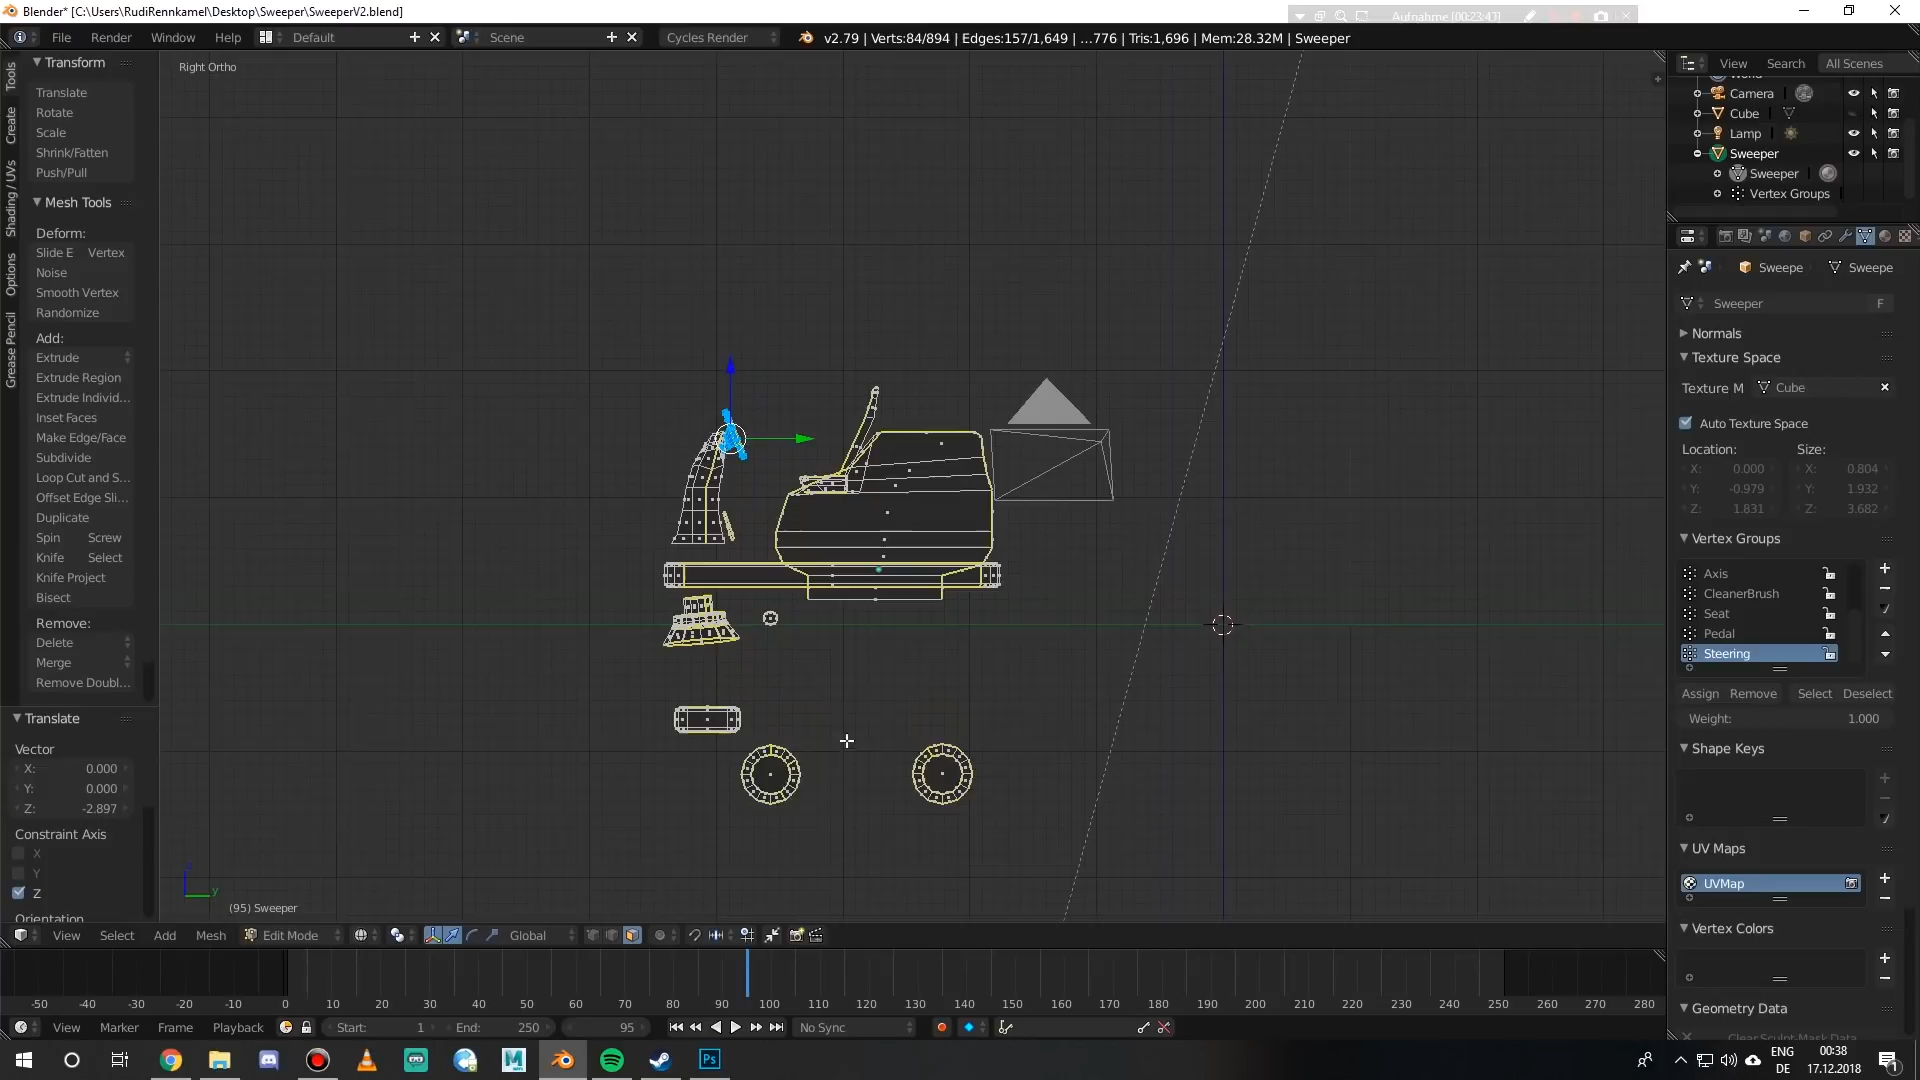 Blender* [C:\Users\RudiRennkamel\Desktop\Sweeper\SweeperV2.blend]
Aufnahme [00:23:47]
File Render Window Help Default Scene Cycles Render v2.79 | Verts:84/894 | Edges:157/1,649 | ...776 | Tris:1,696 | Mem:28.32M | Sweeper
Tools
Create
Shading / UVs
Options
Grease Pencil
Transform
Translate
Rotate
Scale
Shrink/Fatten
Push/Pull
Mesh Tools
Deform:
Slide E Vertex
Noise
Smooth Vertex
Randomize
Add:
Extrude
Extrude Region
Extrude Individ...
Inset Faces
Make Edge/Face
Subdivide
Loop Cut and S...
Offset Edge Sli...
Duplicate
Spin Screw
Knife Select
Knife Project
Bisect
Remove:
Delete
Merge
Remove Doubl...
Translate
Vector
X: 0.000
Y: 0.000
Z: -2.897
Constraint Axis
X
Y
Z
Orientation
Right Ortho
z
y
(95) Sweeper
View Search All Scenes
Camera
Cube
Lamp
Sweeper
Sweeper
Vertex Groups
Sweepe Sweepe
Sweeper F
Normals
Texture Space
Texture M Cube
Auto Texture Space
Location: Size:
X: 0.000 X: 0.804
Y: -0.979 Y: 1.932
Z: 1.831 Z: 3.682
Vertex Groups
Axis
CleanerBrush
Seat
Pedal
Steering
Assign Remove Select Deselect
Weight: 1.000
Shape Keys
UV Maps
UVMap
Vertex Colors
Geometry Data
Clear Sculpt-Mask Data
View Select Add Mesh Edit Mode Global
-50 -40 -30 -20 -10 0 10 20 30 40 50 60 70 80 90 100 110 120 130 140 150 160 170 180 190 200 210 220 230 240 250 260 270 280
View Marker Frame Playback Start: 1 End: 250 95 No Sync
Ps
ENG
DE
00:38
17.12.2018
1